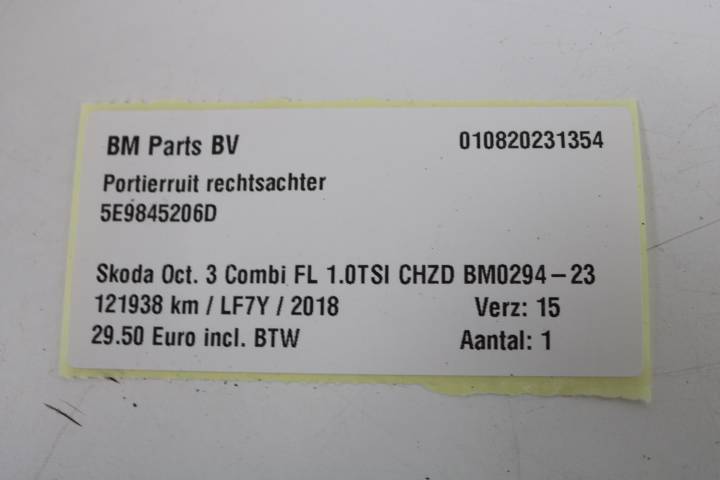 BM Parts BV 010820231354
Portierruit rechtsachter
5E9845206D
Skoda Oct. 3 Combi FL 1.0TSI CHZD BM0294-23
121938 km / LF7Y / 2018 Verz: 15
29.50 Euro incl. BTW Aantal: 1